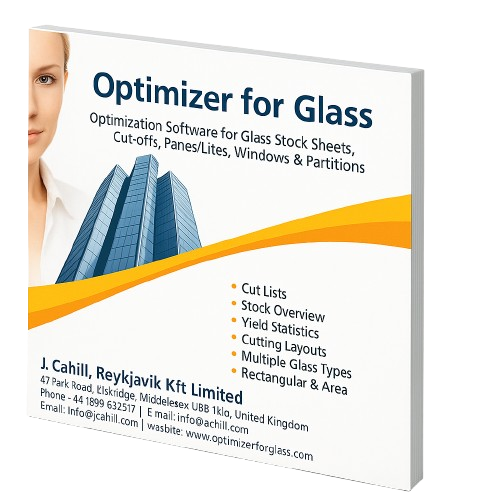 Optimizer for Glass
Optimization Software for Glass Stock Sheets,
Cut-offs, Panes/Lites, Windows & Partitions
• Cut Lists
• Stock Overview
• Yield Statistics
• Cutting Layouts
• Multiple Glass Types
• Rectangular & Area
J. Cahill, Reykjavik Kft Limited
47 Park Road, Elskridge, Middelesex UBB 1klo, United Kingdom
Phone - 44 1899 632517 | E mail: info@achill.com
Emall: Info@jcahill.com | wasbite: www.optimizerforglass.com